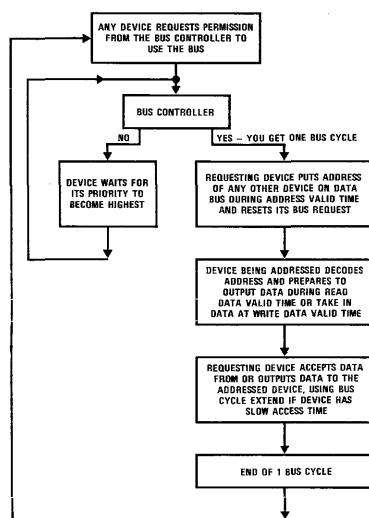 ANY DEVICE REQUESTS PERMISSION
FROM THE BUS CONTROLLER TO
USE THE BUS
BUS CONTROLLER
NO
YES – YOU GET ONE BUS CYCLE
DEVICE WAITS FOR
ITS PRIORITY TO
BECOME HIGHEST
REQUESTING DEVICE PUTS ADDRESS
OF ANY OTHER DEVICE ON DATA
BUS DURING ADDRESS VALID TIME
AND RESETS ITS BUS REQUEST
DEVICE BEING ADDRESSED DECODES
ADDRESS AND PREPARES TO
OUTPUT DATA DURING READ
DATA VALID TIME OR TAKE IN
DATA AT WRITE DATA VALID TIME
REQUESTING DEVICE ACCEPTS DATA
FROM OR OUTPUTS DATA TO THE
ADDRESSED DEVICE, USING BUS
CYCLE EXTEND IF DEVICE HAS
SLOW ACCESS TIME
END OF 1 BUS CYCLE